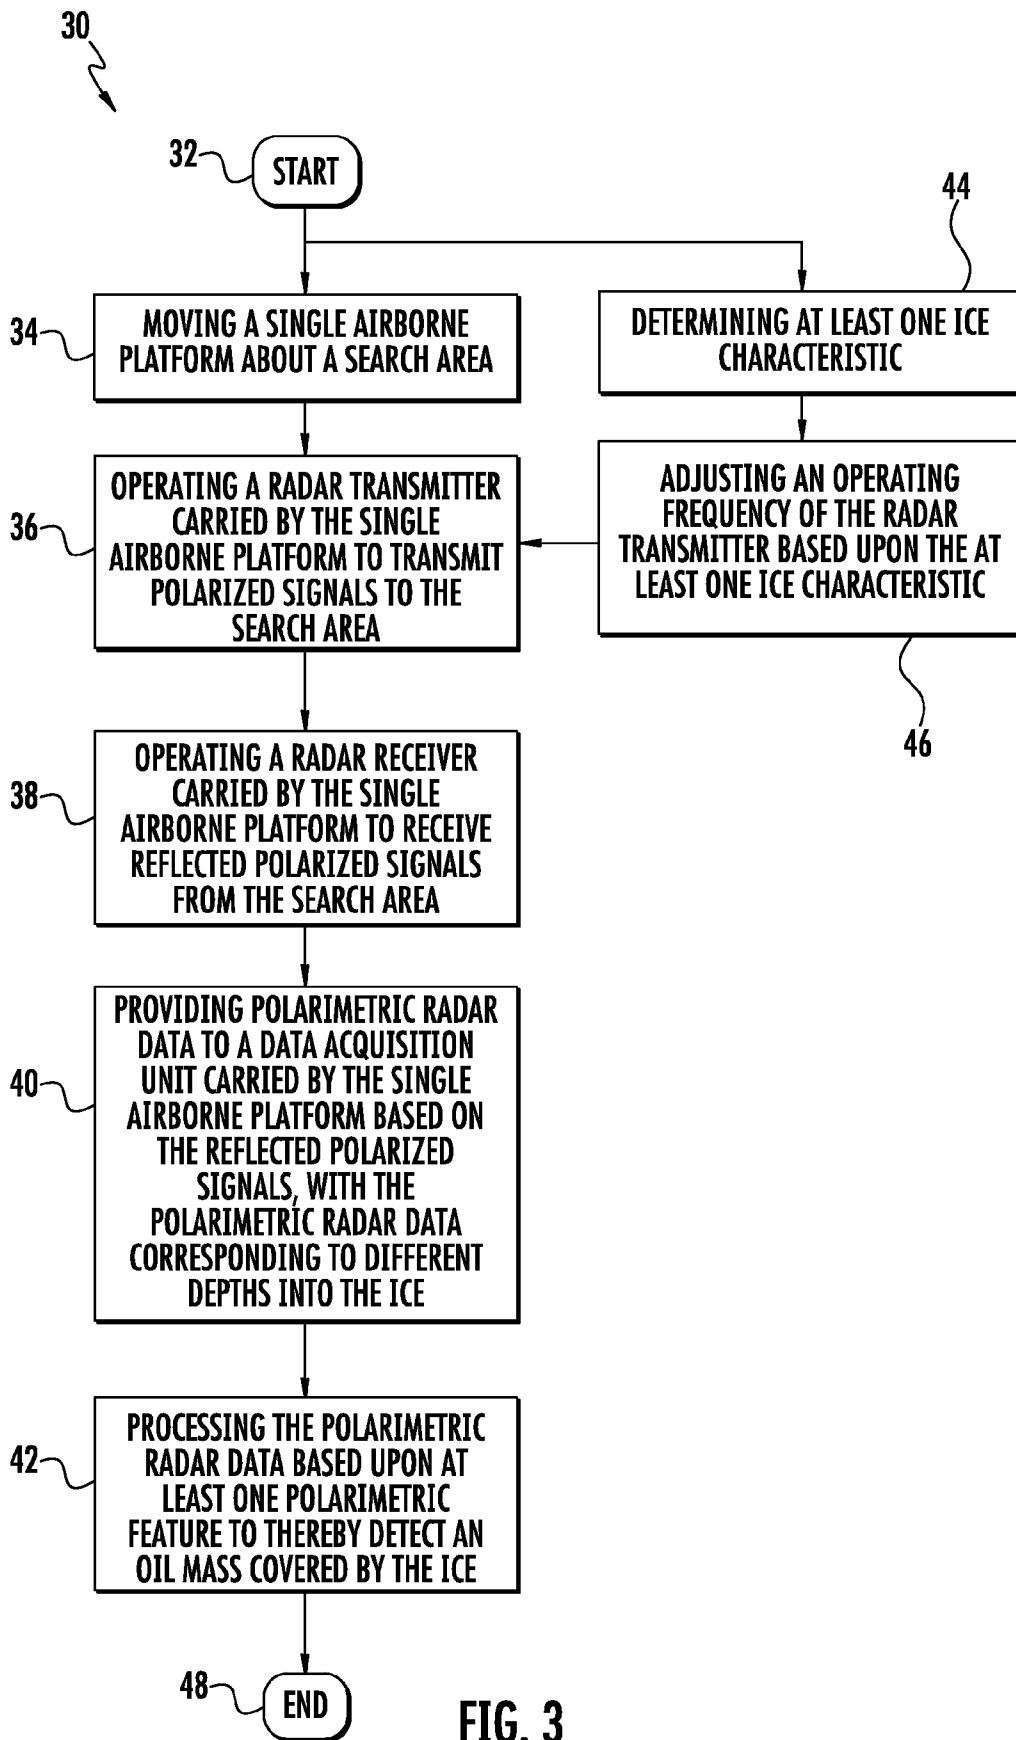 30
32
START
44
34
MOVING A SINGLE AIRBORNE
PLATFORM ABOUT A SEARCH AREA
DETERMINING AT LEAST ONE ICE
CHARACTERISTIC
36
OPERATING A RADAR TRANSMITTER
CARRIED BY THE SINGLE
AIRBORNE PLATFORM TO TRANSMIT
POLARIZED SIGNALS TO THE
SEARCH AREA
ADJUSTING AN OPERATING
FREQUENCY OF THE RADAR
TRANSMITTER BASED UPON THE AT
LEAST ONE ICE CHARACTERISTIC
46
38
OPERATING A RADAR RECEIVER
CARRIED BY THE SINGLE
AIRBORNE PLATFORM TO RECEIVE
REFLECTED POLARIZED SIGNALS
FROM THE SEARCH AREA
40
PROVIDING POLARIMETRIC RADAR
DATA TO A DATA ACQUISITION
UNIT CARRIED BY THE SINGLE
AIRBORNE PLATFORM BASED ON
THE REFLECTED POLARIZED
SIGNALS, WITH THE
POLARIMETRIC RADAR DATA
CORRESPONDING TO DIFFERENT
DEPTHS INTO THE ICE
42
PROCESSING THE POLARIMETRIC
RADAR DATA BASED UPON AT
LEAST ONE POLARIMETRIC
FEATURE TO THEREBY DETECT AN
OIL MASS COVERED BY THE ICE
48
END
FIG. 3